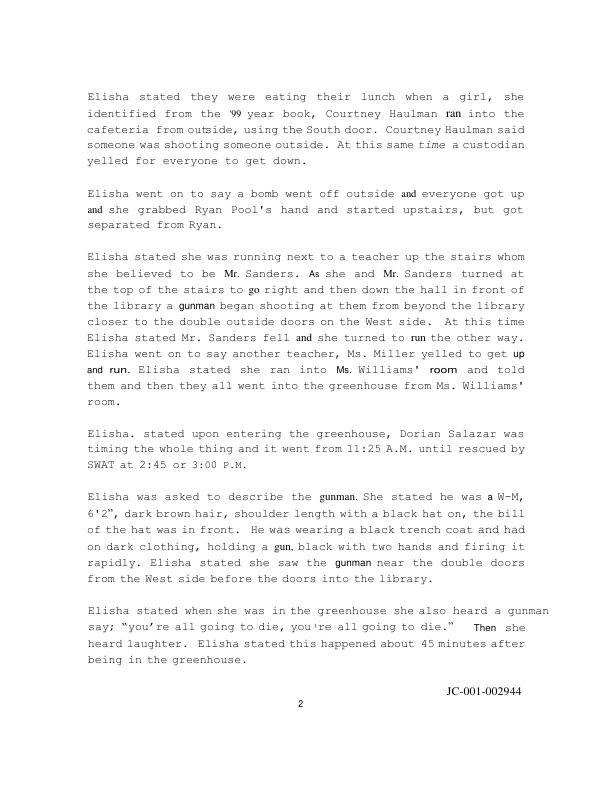 Elisha stated they were eating their lunch when a girl, she
identified from the '99 year book, Courtney Haulman ran into the
cafeteria from outside, using the South door. Courtney Haulman said
someone was shooting someone outside. At this same time a custodian
yelled for everyone to get down.
Elisha went on to say a bomb went off outside and everyone got up
and she grabbed Ryan Pool's hand and started upstairs, but got
separated from Ryan.
Elisha stated she was running next to a teacher up the stairs whom
she believed to be Mr. Sanders. As she and Mr. Sanders turned at
the top of the stairs to go right and then down the hall in front of
the library a gunman began shooting at them from beyond the library
closer to the double outside doors on the West side. At this time
Elisha stated Mr. Sanders fell and she turned to run the other way.
Elisha went on to say another teacher, Ms. Miller yelled to get up
and run. Elisha stated she ran into Ms. Williams' room and told
them and then they all went into the greenhouse from Ms. Williams'
room.
Elisha. stated upon entering the greenhouse, Dorian Salazar was
timing the whole thing and it went from 11:25 A.M. until rescued by
SWAT at 2:45 or 3:00 P.M.
Elisha was asked to describe the gunman. She stated he was a W-M,
6'2”, dark brown hair, shoulder length with a black hat on, the bill
of the hat was in front. He was wearing a black trench coat and had
on dark clothing, holding a gun, black with two hands and firing it
rapidly. Elisha stated she saw the gunman near the double doors
from the West side before the doors into the library.
Elisha stated when she was in the greenhouse she also heard a gunman
say; “you’re all going to die, you're all going to die.” Then she
heard laughter. Elisha stated this happened about 45 minutes after
being in the greenhouse.
JC-001-002944
2